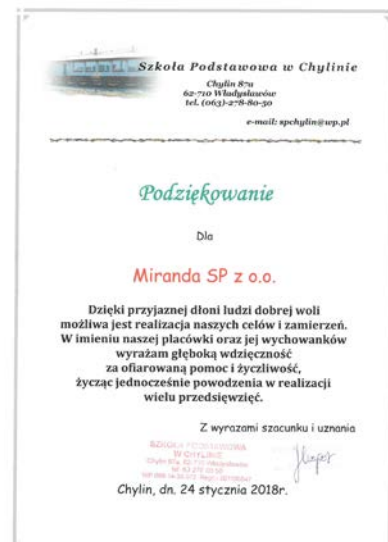 Szkoła Podstawowa w Chylinie
Chylin 87a
62-710 Władysławów
tel. (063)-278-80-50
e-mail: spchylin@wp.pl
Podziękowanie
Dla
Miranda SP z o.o.
Dzięki przyjaznej dłoni ludzi dobrej woli
możliwa jest realizacja naszych celów i zamierzeń.
W imieniu naszej placówki oraz jej wychowanków
wyrażam głęboką wdzięczność
za ofiarowaną pomoc i życzliwość,
życząc jednocześnie powodzenia w realizacji
wielu przedsięwzięć.
Z wyrazami szacunku i uznania
SZKOŁA PODSTAWOWA
W CHYLINIE
Chylin, dn. 24 stycznia 2018r.